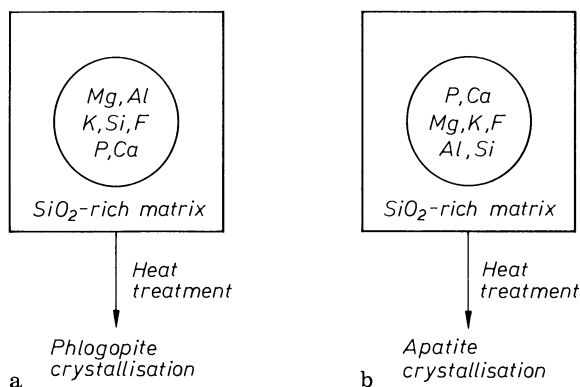 Mg, Al
K, Si, F
P, Ca
SiO2-rich matrix
Heat
treatment
Phlogopite
crystallisation
a
P, Ca
Mg, K, F
Al, Si
SiO2-rich matrix
Heat
treatment
Apatite
crystallisation
b